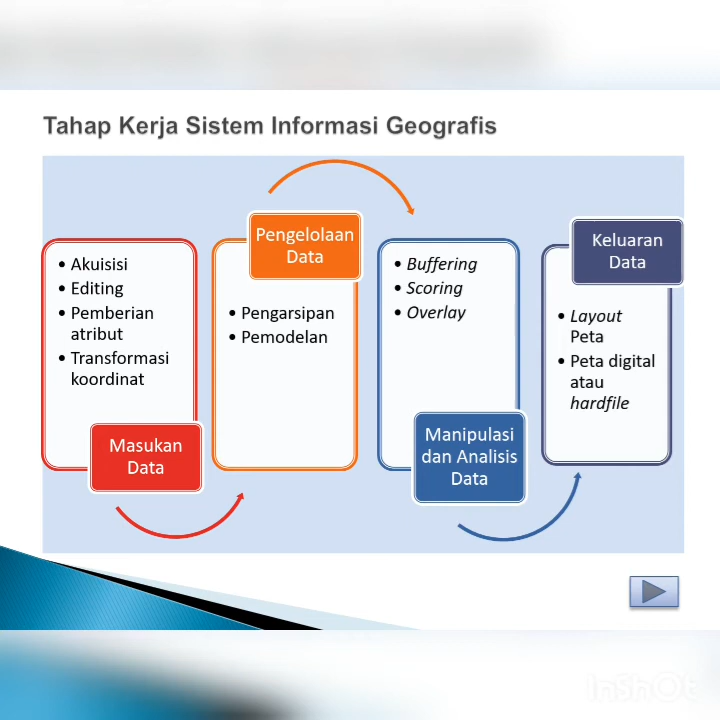 Tahap Kerja Sistem Informasi Geografis
• Akuisisi
• Editing
• Pemberian
atribut
• Transformasi
koordinat
Masukan
Data
Pengelolaan
Data
• Pengarsipan
• Pemodelan
• Buffering
• Scoring
• Overlay
Manipulasi
dan Analisis
Data
Keluaran
Data
• Layout
Peta
• Peta digital
atau
hardfile
InShOt